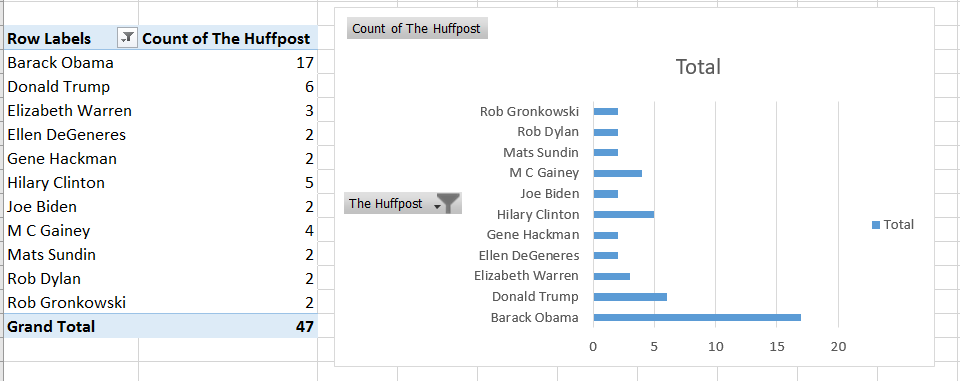 Row Labels Count of The Huffpost
Barack Obama 17
Donald Trump 6
Elizabeth Warren 3
Ellen DeGeneres 2
Gene Hackman 2
Hilary Clinton 5
Joe Biden 2
M C Gainey 4
Mats Sundin 2
Rob Dylan 2
Rob Gronkowski 2
Grand Total 47
Count of The Huffpost
Total
The Huffpost
Rob Gronkowski
Rob Dylan
Mats Sundin
M C Gainey
Joe Biden
Hilary Clinton
Gene Hackman
Ellen DeGeneres
Elizabeth Warren
Donald Trump
Barack Obama
0 5 10 15 20
Total